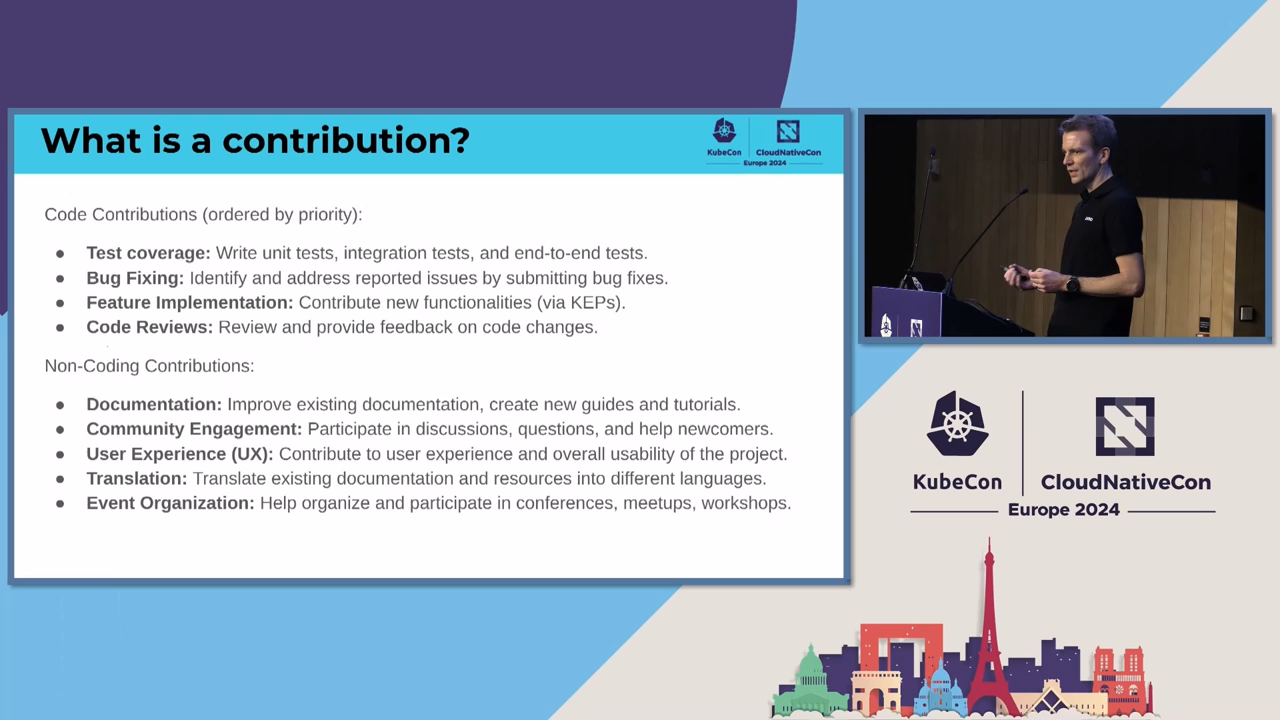 What is a contribution?
KubeCon
CloudNativeCon
Europe 2024
Code Contributions (ordered by priority):
● Test coverage: Write unit tests, integration tests, and end-to-end tests.
● Bug Fixing: Identify and address reported issues by submitting bug fixes.
● Feature Implementation: Contribute new functionalities (via KEPs).
● Code Reviews: Review and provide feedback on code changes.
Non-Coding Contributions:
● Documentation: Improve existing documentation, create new guides and tutorials.
● Community Engagement: Participate in discussions, questions, and help newcomers.
● User Experience (UX): Contribute to user experience and overall usability of the project.
● Translation: Translate existing documentation and resources into different languages.
● Event Organization: Help organize and participate in conferences, meetups, workshops.
KubeCon
CloudNativeCon
Europe 2024